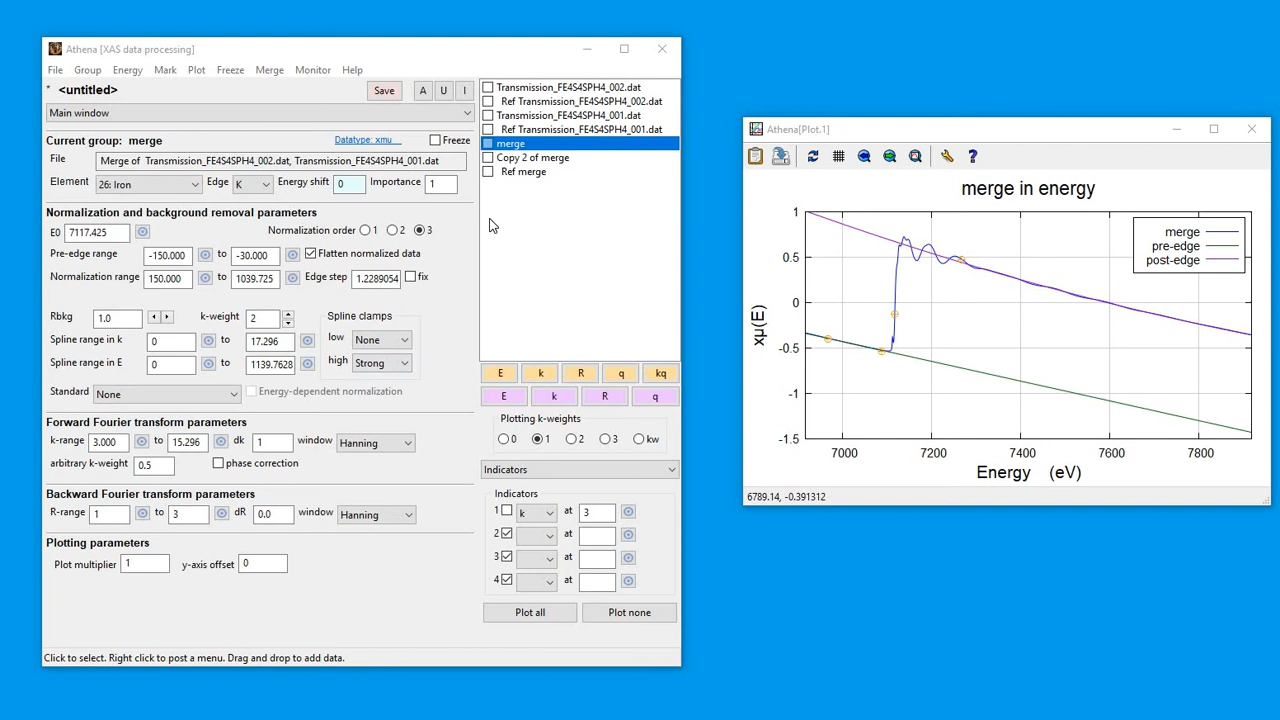 Athena [XAS data processing]
File Group Energy Mark Plot Freeze Merge Monitor Help
* <untitled> Save A U I
Main window
Current group: merge Datatype: xmu Freeze
File Merge of Transmission_FE4S4SPH4_002.dat, Transmission_FE4S4SPH4_001.dat
Element 26: Iron Edge K Energy shift 0 Importance 1
Normalization and background removal parameters
E0 7117.425 Normalization order 1 2 3
Pre-edge range -150.000 to -30.000 Flatten normalized data
Normalization range 150.000 to 1039.725 Edge step 1.2289054 fix
Rbkg 1.0 k-weight 2 Spline clamps
Spline range in k 0 to 17.296 low None
Spline range in E 0 to 1139.7628 high Strong
Standard None Energy-dependent normalization
Forward Fourier transform parameters
k-range 3.000 to 15.296 dk 1 window Hanning
arbitrary k-weight 0.5 phase correction
Backward Fourier transform parameters
R-range 1 to 3 dR 0.0 window Hanning
Plotting parameters
Plot multiplier 1 y-axis offset 0
Click to select. Right click to post a menu. Drag and drop to add data.
Transmission_FE4S4SPH4_002.dat
Ref Transmission_FE4S4SPH4_002.dat
Transmission_FE4S4SPH4_001.dat
Ref Transmission_FE4S4SPH4_001.dat
merge
Copy 2 of merge
Ref merge
E k R q kq
E k R q
Plotting k-weights
0 1 2 3 kw
Indicators
Indicators
1 k at 3
2 at
3 at
4 at
Plot all Plot none
Athena[Plot.1]
merge in energy
1
0.5
0
-0.5
-1
-1.5
xμ(E)
merge
pre-edge
post-edge
7000 7200 7400 7600 7800
Energy (eV)
6789.14, -0.391312